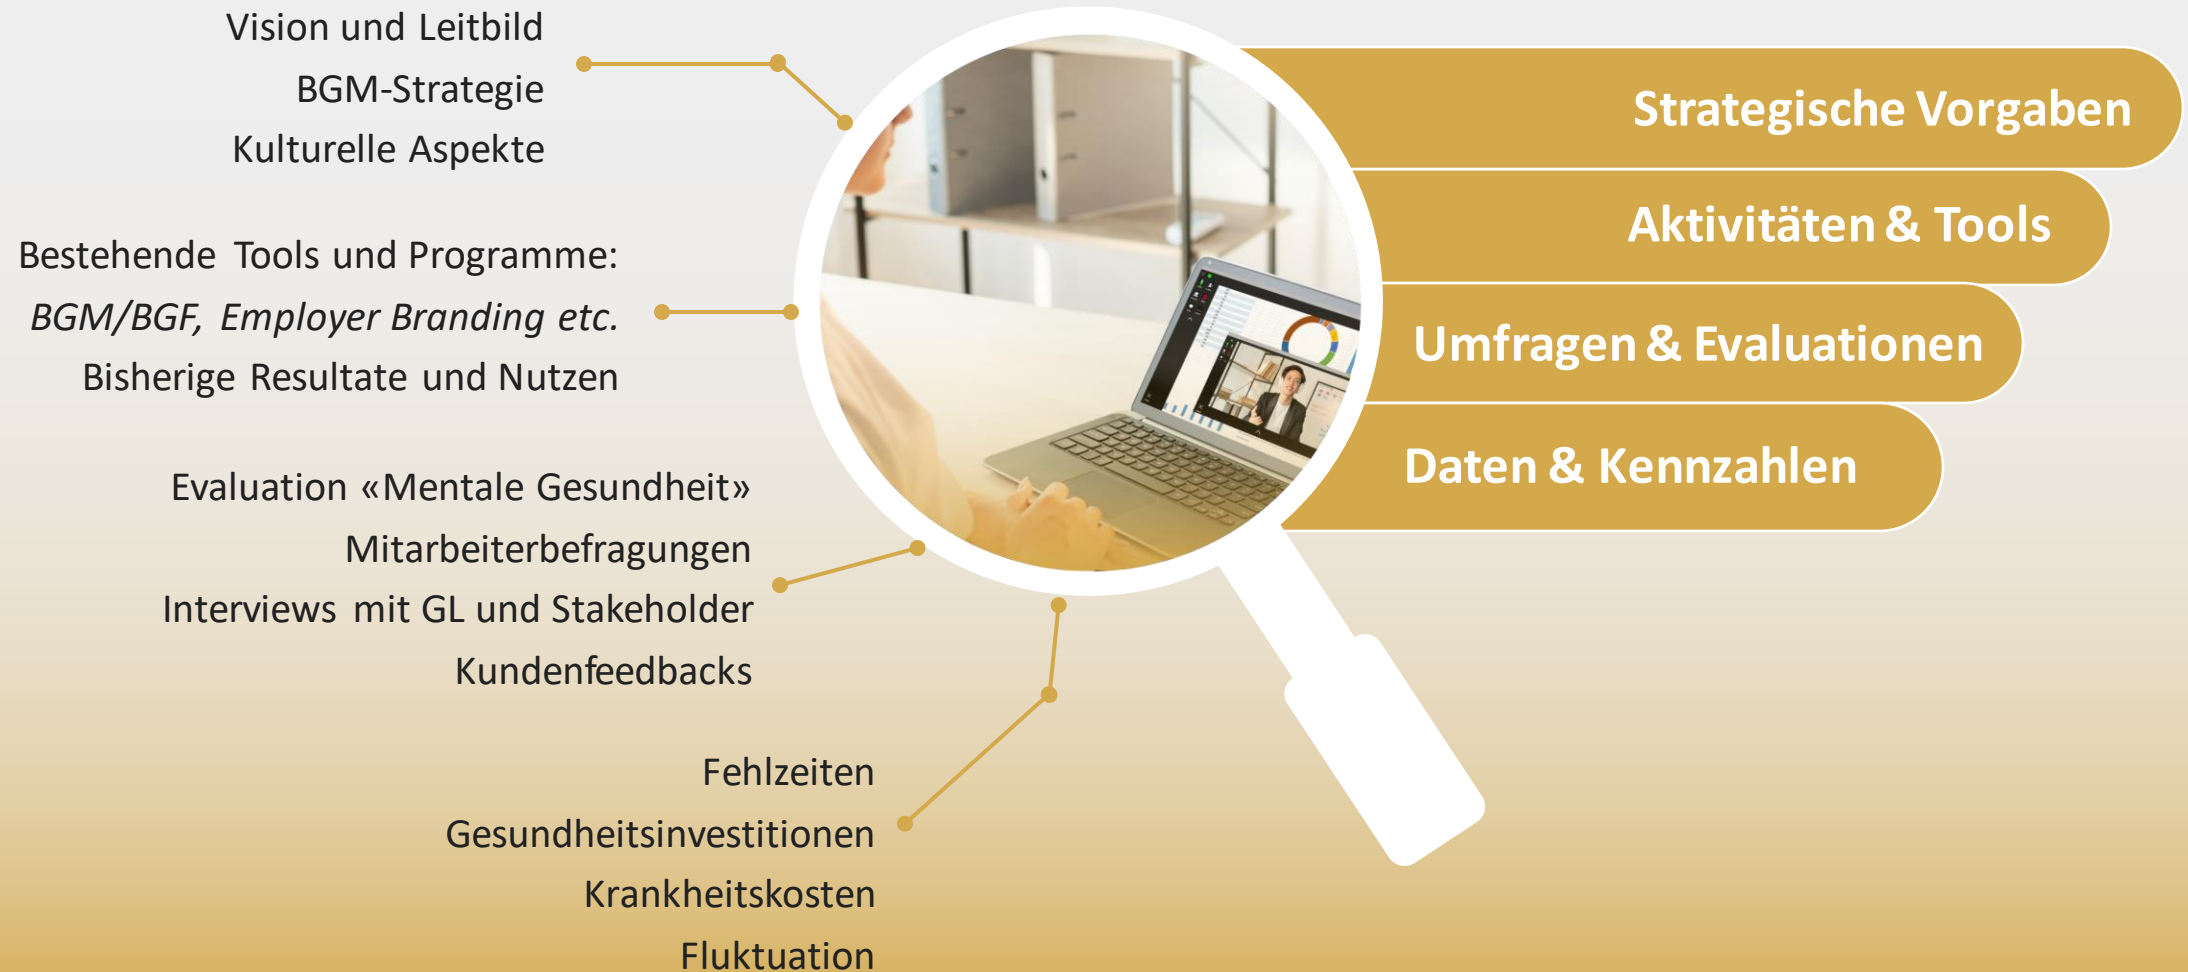 Vision und Leitbild
BGM-Strategie
Kulturelle Aspekte
Bestehende Tools und Programme:
BGM/BGF, Employer Branding etc.
Bisherige Resultate und Nutzen
Evaluation «Mentale Gesundheit»
Mitarbeiterbefragungen
Interviews mit GL und Stakeholder
Kundenfeedbacks
Fehlzeiten
Gesundheitsinvestitionen
Krankheitskosten
Fluktuation
Strategische Vorgaben
Aktivitäten & Tools
Umfragen & Evaluationen
Daten & Kennzahlen